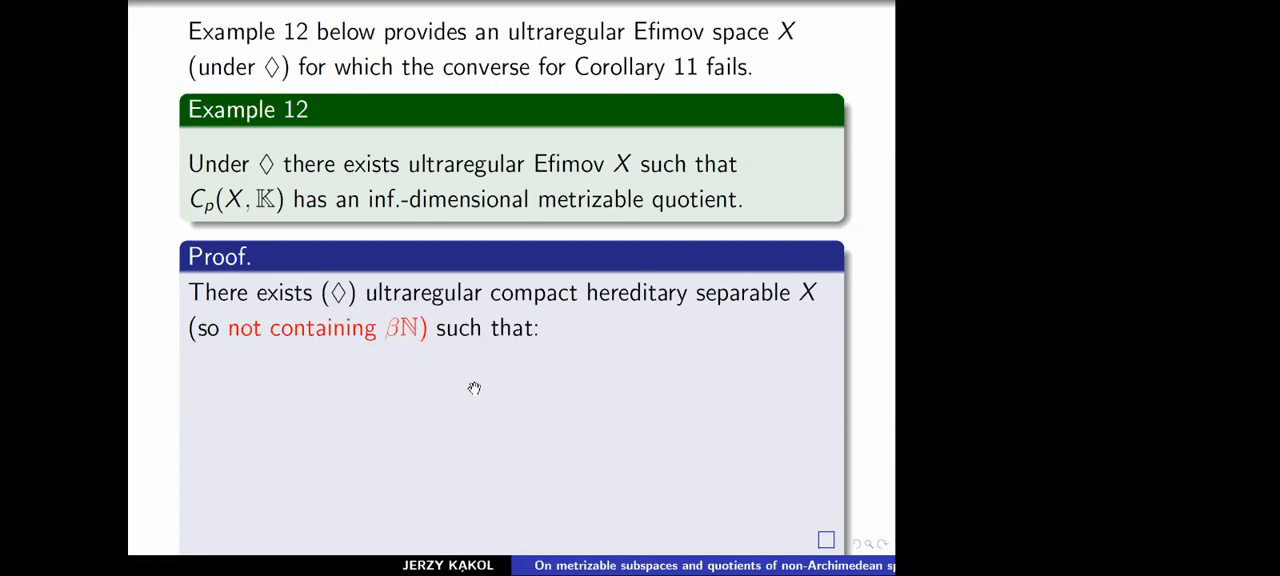 Example 12 below provides an ultraregular Efimov space X
(under ♢) for which the converse for Corollary 11 fails.
Example 12
Under ♢ there exists ultraregular Efimov X such that
Cₚ(X, 𝕂) has an inf.-dimensional metrizable quotient.
Proof.
There exists (♢) ultraregular compact hereditary separable X
(so not containing βℕ) such that:
JERZY KĄKOL
On metrizable subspaces and quotients of non-Archimedean sp